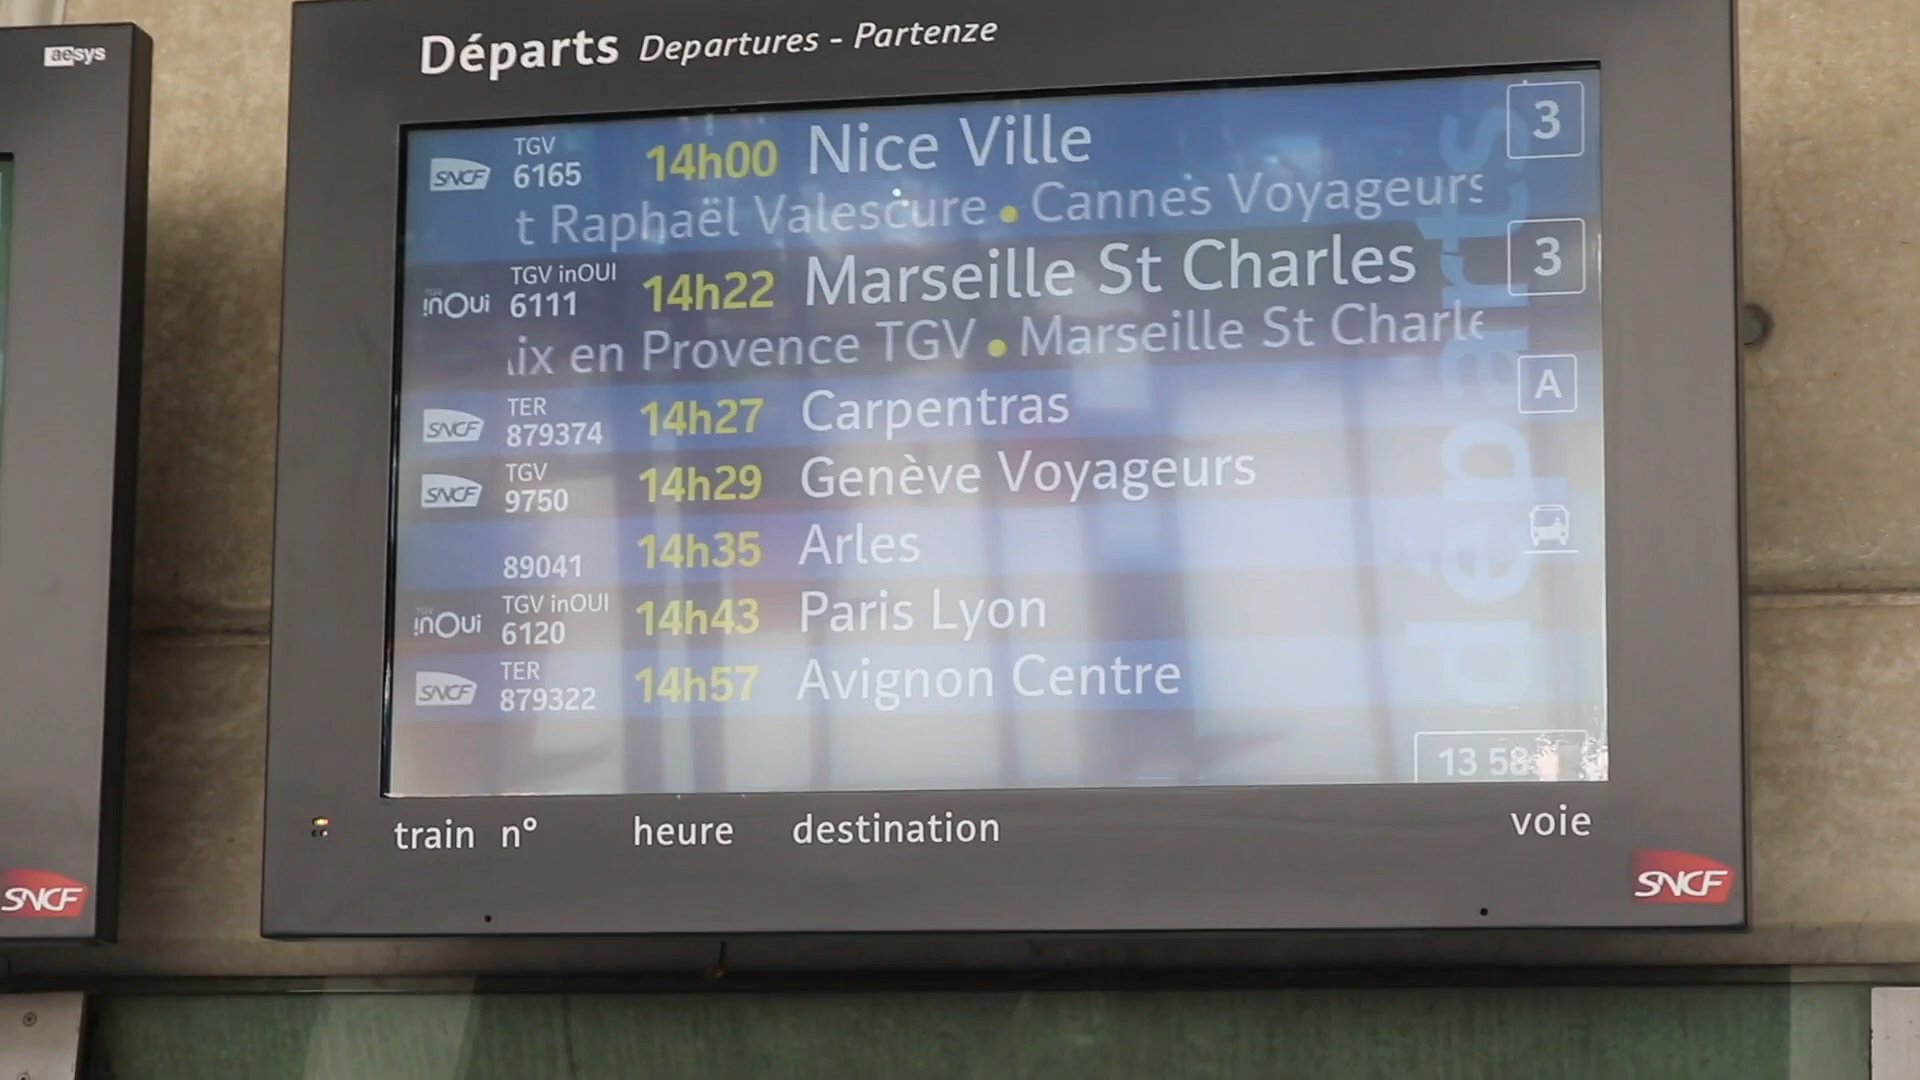 aesys
Départs Departures - Partenze
SNCF TGV 6165 14h00 Nice Ville 3
t Raphaël Valescure • Cannes Voyageurs
inOui TGV inOUI 6111 14h22 Marseille St Charles 3
ix en Provence TGV • Marseille St Charle
SNCF TER 879374 14h27 Carpentras A
SNCF TGV 9750 14h29 Genève Voyageurs
89041 14h35 Arles
inOui TGV inOUI 6120 14h43 Paris Lyon
SNCF TER 879322 14h57 Avignon Centre
départs
13 58
train n° heure destination voie
SNCF
SNCF